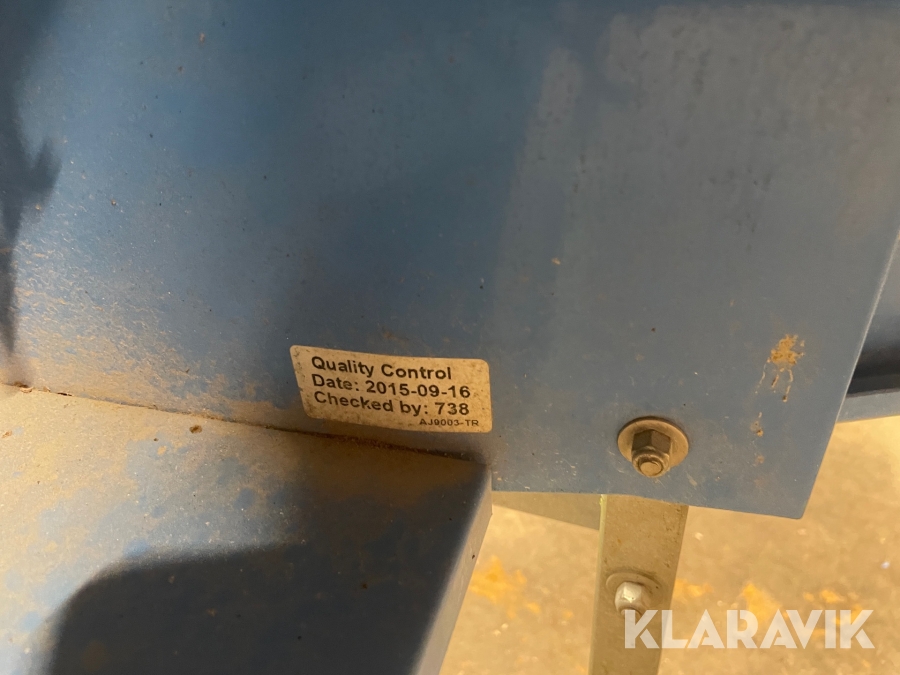 Quality Control
Date: 2015-09-16
Checked by: 738
AJ9003-TR
KLARAVIK